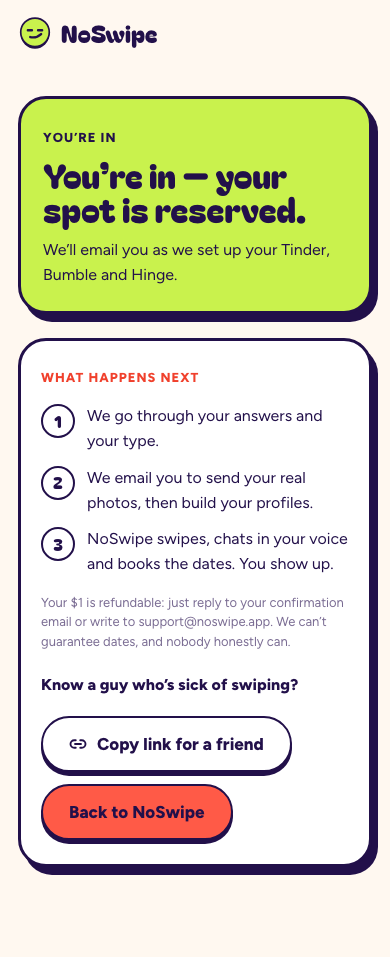 NoSwipe
YOU’RE IN
You’re in — your
spot is reserved.
We’ll email you as we set up your Tinder,
Bumble and Hinge.
WHAT HAPPENS NEXT
1 We go through your answers and
your type.
2 We email you to send your real
photos, then build your profiles.
3 NoSwipe swipes, chats in your voice
and books the dates. You show up.
Your $1 is refundable: just reply to your confirmation
email or write to support@noswipe.app. We can’t
guarantee dates, and nobody honestly can.
Know a guy who’s sick of swiping?
Copy link for a friend
Back to NoSwipe